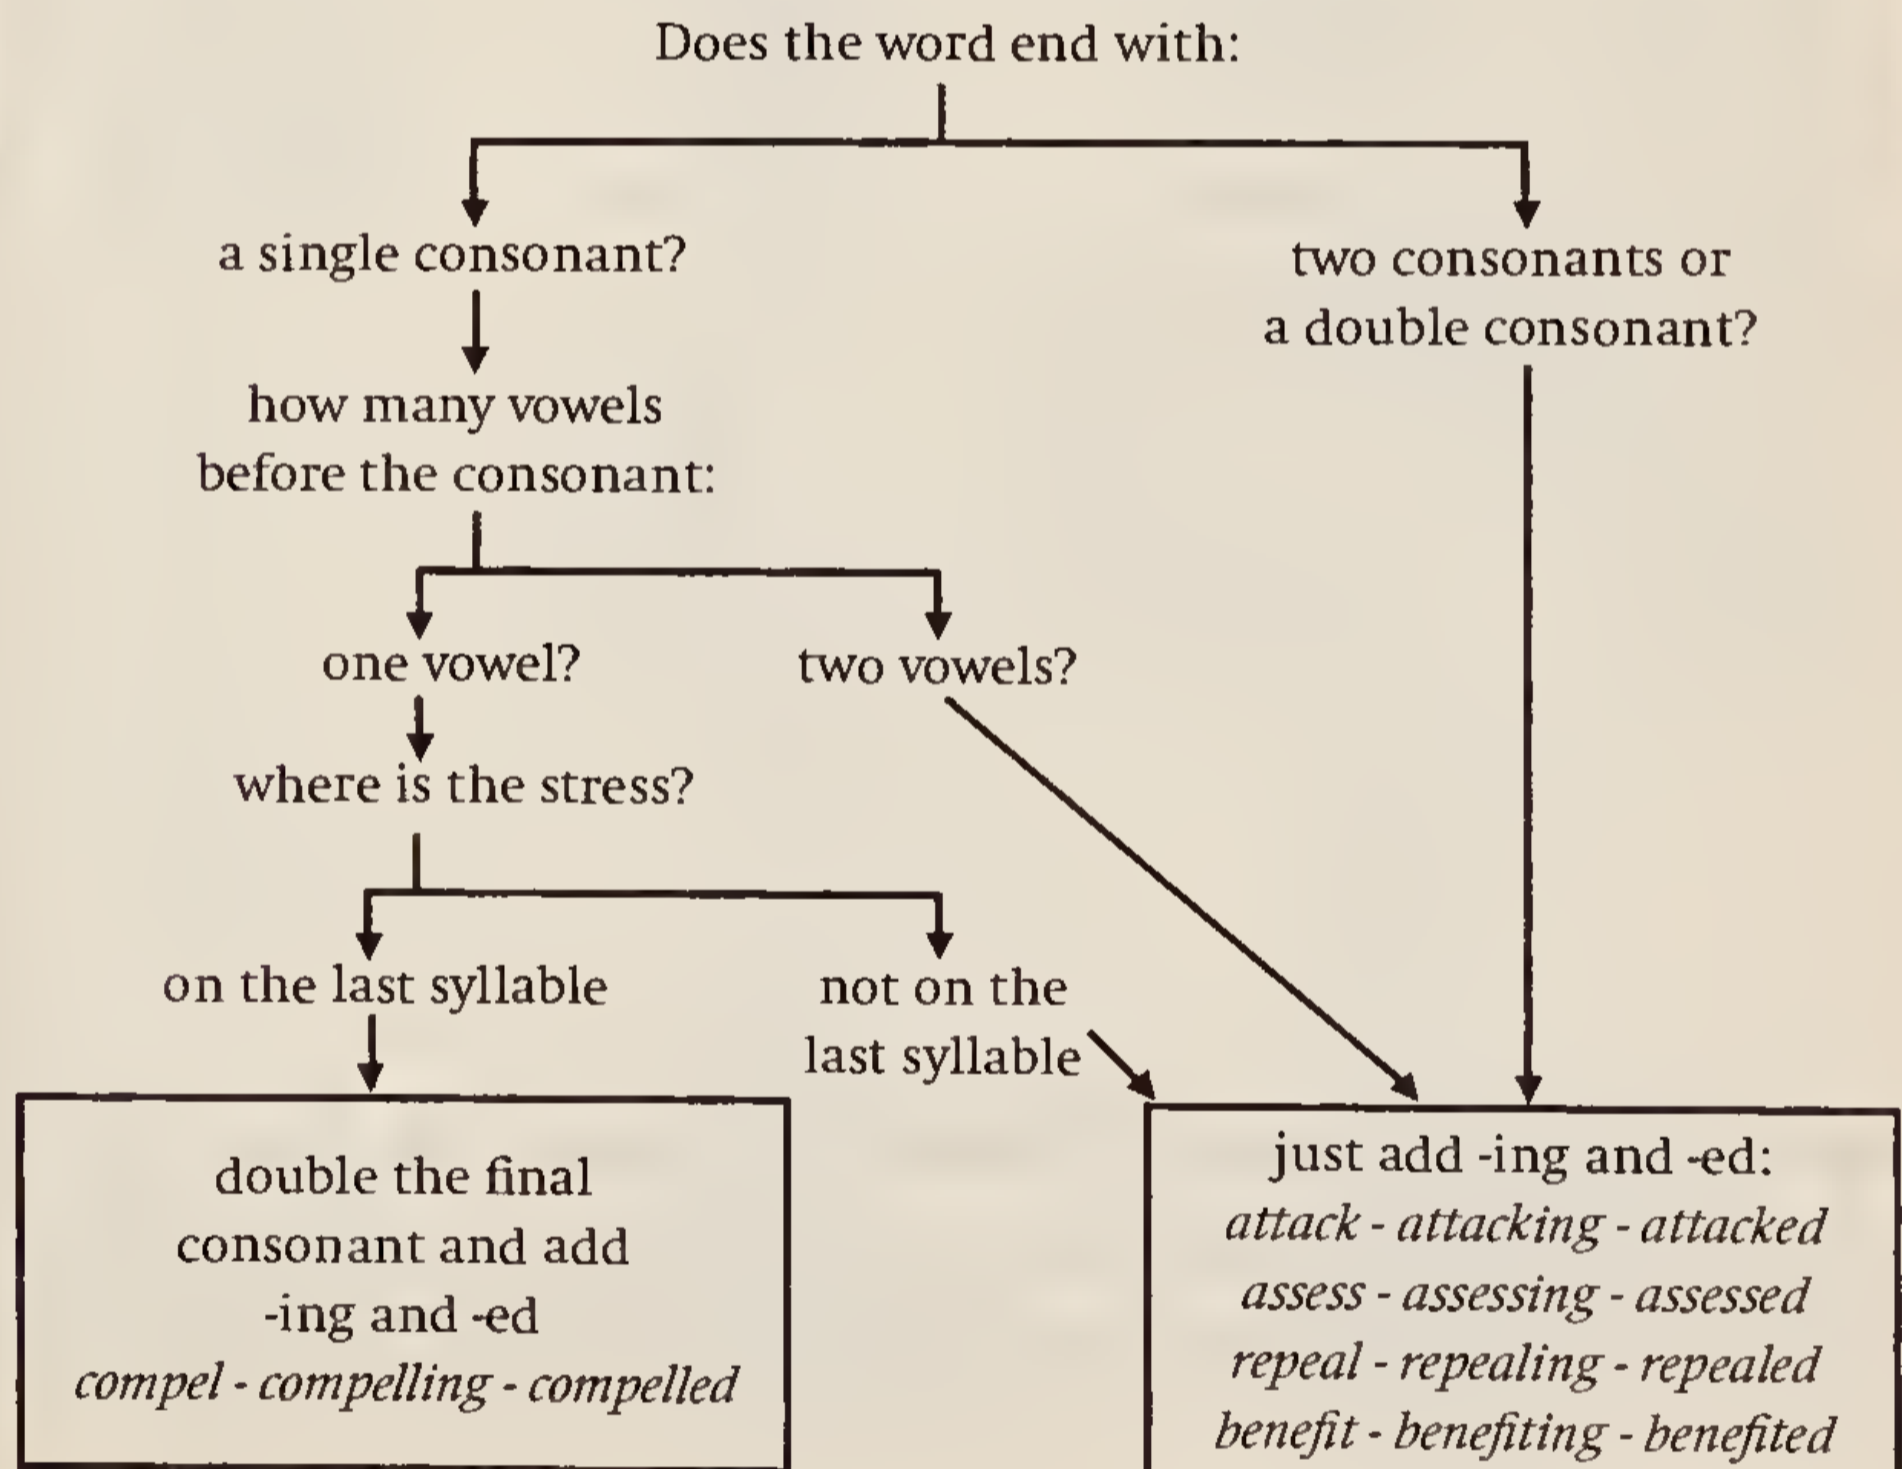 Does the word end with:
a single consonant?
two consonants or
a double consonant?
how many vowels
before the consonant:
one vowel?
two vowels?
where is the stress?
on the last syllable
not on the
last syllable
double the final
consonant and add
-ing and -ed
compel - compelling - compelled
just add -ing and -ed:
attack - attacking - attacked
assess - assessing - assessed
repeal - repealing - repealed
benefit - benefiting - benefited